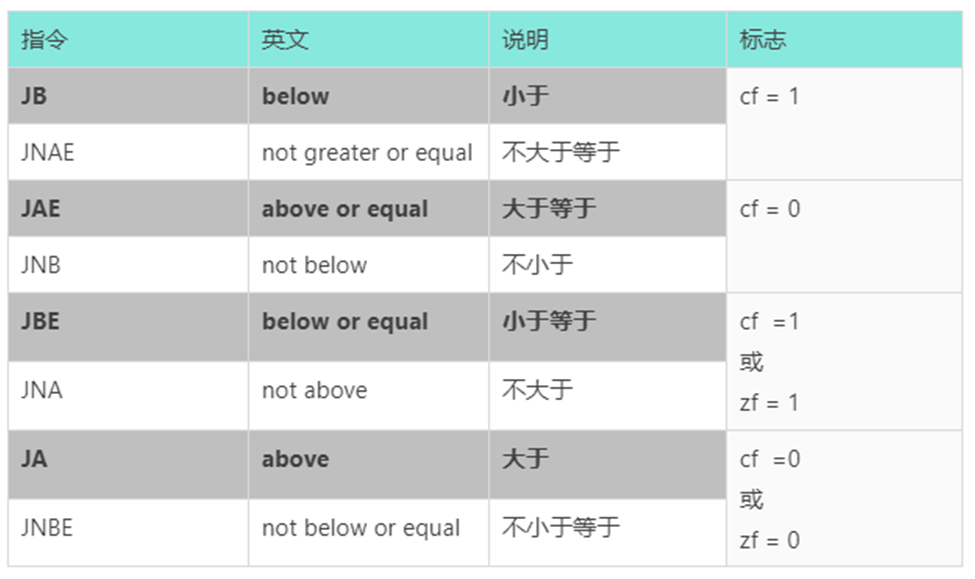 指令 英文 说明 标志
JB below 小于 cf = 1
JNAE not greater or equal 不大于等于
JAE above or equal 大于等于 cf = 0
JNB not below 不小于
JBE below or equal 小于等于 cf =1
或
JNA not above 不大于
zf = 1
JA above 大于 cf =0
或
JNBE not below or equal 不小于等于
zf = 0